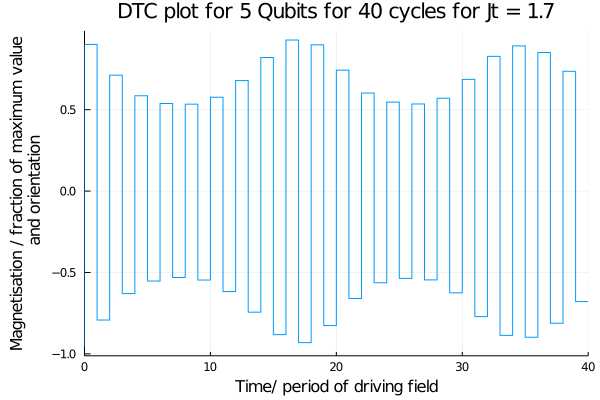 DTC plot for 5 Qubits for 40 cycles for Jt = 1.7
Magnetisation / fraction of maximum value
and orientation
0.5
0.0
−0.5
−1.0
0
10
20
30
40
Time/ period of driving field